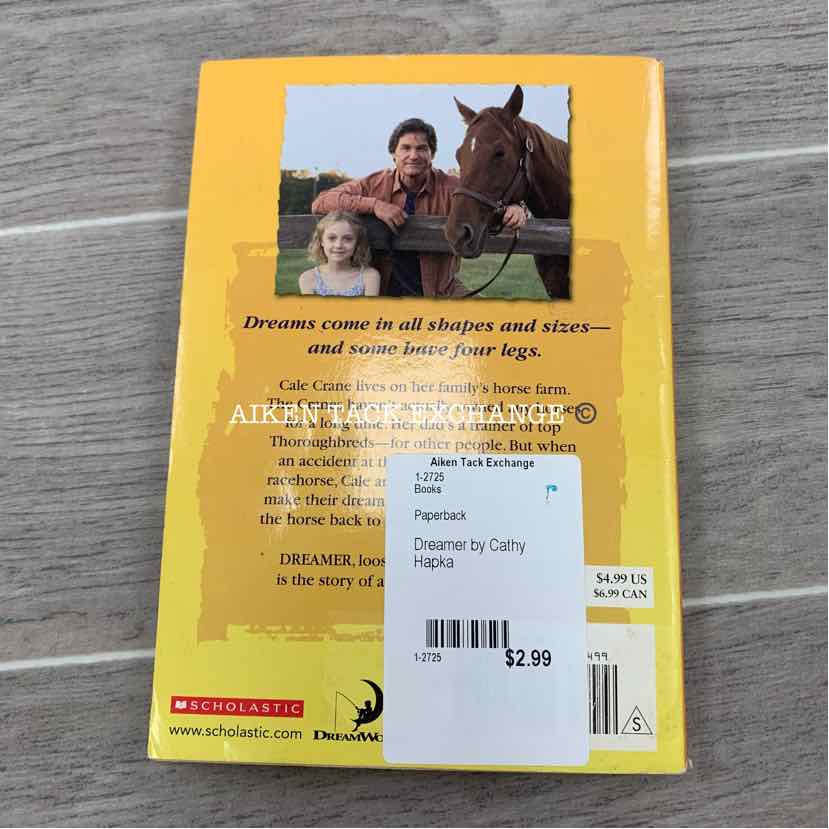 Dreams come in all shapes and sizes—
and some have four legs.
Cale Crane lives on her family's horse farm.
The Cranes haven't
AIKEN TACK EXCHANGE ©
for a long time. Her dad's a trainer of top
Thoroughbreds—for other people. But when
an accident at
racehorse, Cale
make their dream
the horse back to
DREAMER,
is the story of a
Aiken Tack Exchange
1-2725
Books
Paperback
Dreamer by Cathy
Hapka
1-2725
$2.99
$4.99 US
$6.99 CAN
499
S
SCHOLASTIC
www.scholastic.com